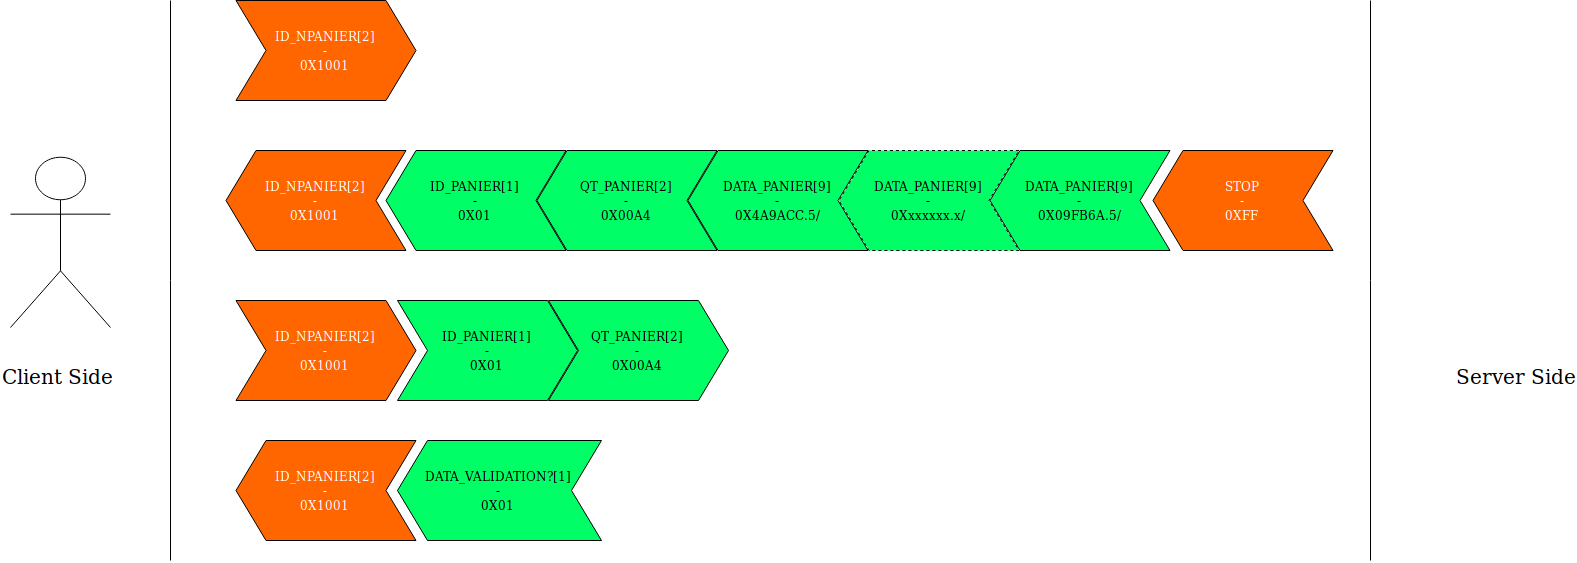 ID_NPANIER[2]
-
0X1001
ID_NPANIER[2]
-
0X1001
ID_PANIER[1]
-
0X01
QT_PANIER[2]
-
0X00A4
DATA_PANIER[9]
-
0X4A9ACC.5/
DATA_PANIER[9]
-
0Xxxxxxx.x/
DATA_PANIER[9]
-
0X09FB6A.5/
STOP
-
0XFF
ID_NPANIER[2]
-
0X1001
ID_PANIER[1]
-
0X01
QT_PANIER[2]
-
0X00A4
Client Side
Server Side
ID_NPANIER[2]
-
0X1001
DATA_VALIDATION?[1]
-
0X01